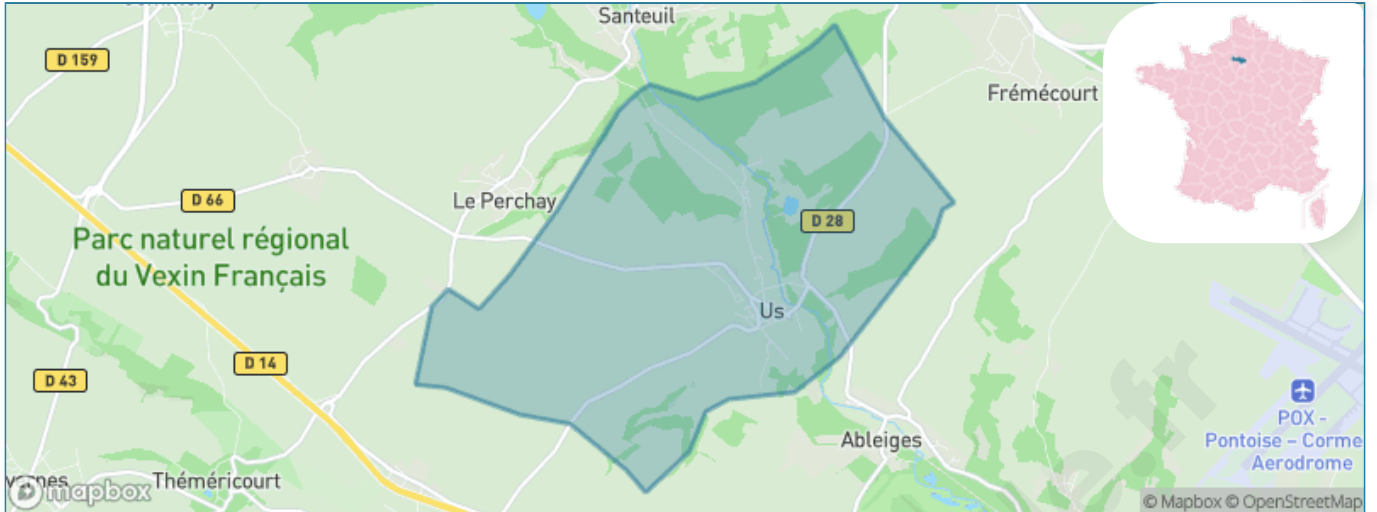 Santeuil
D 159
Frémécourt
Le Perchay
D 66
D 28
Parc naturel régional
du Vexin Français
Us
D 14
D 43
POX -
Pontoise – Corme
Aerodrome
Ableiges
Théméricourt
mapbox
© Mapbox © OpenStreetMap